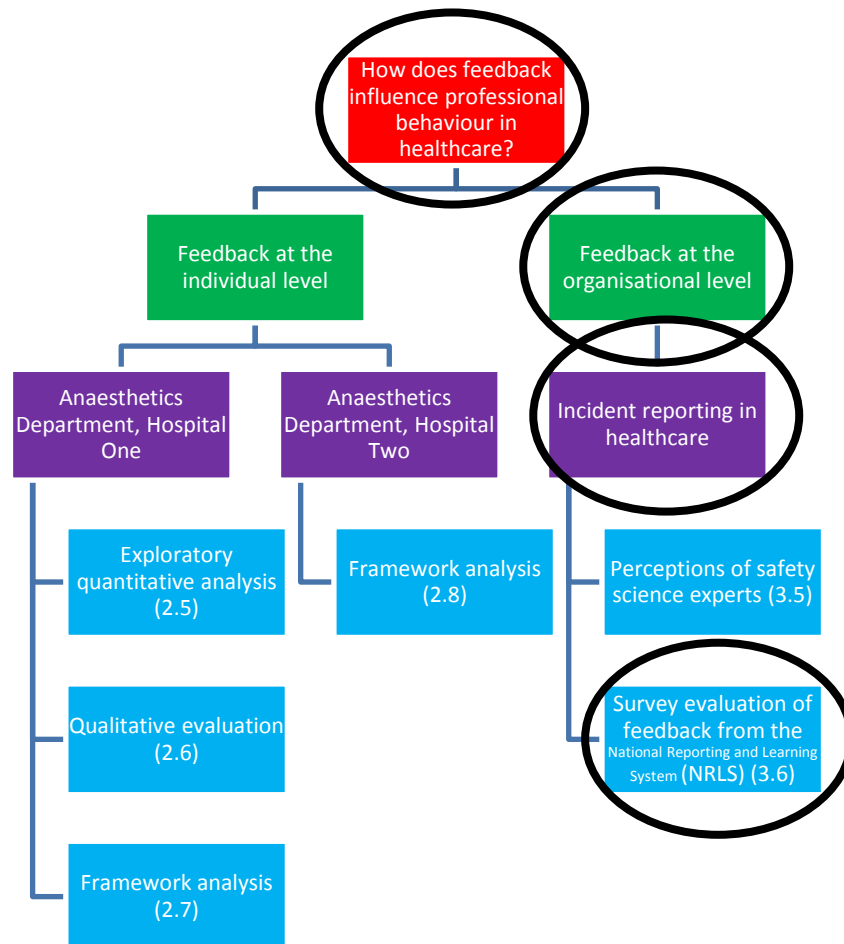 How does feedback
influence professional
behaviour in
healthcare?
Feedback at the
individual level
Feedback at the
organisational level
Anaesthetics
Department, Hospital
One
Anaesthetics
Department, Hospital
Two
Incident reporting in
healthcare
Exploratory
quantitative analysis
(2.5)
Framework analysis
(2.8)
Perceptions of safety
science experts (3.5)
Qualitative evaluation
(2.6)
Survey evaluation of
feedback from the
National Reporting and Learning
System (NRLS) (3.6)
Framework analysis
(2.7)